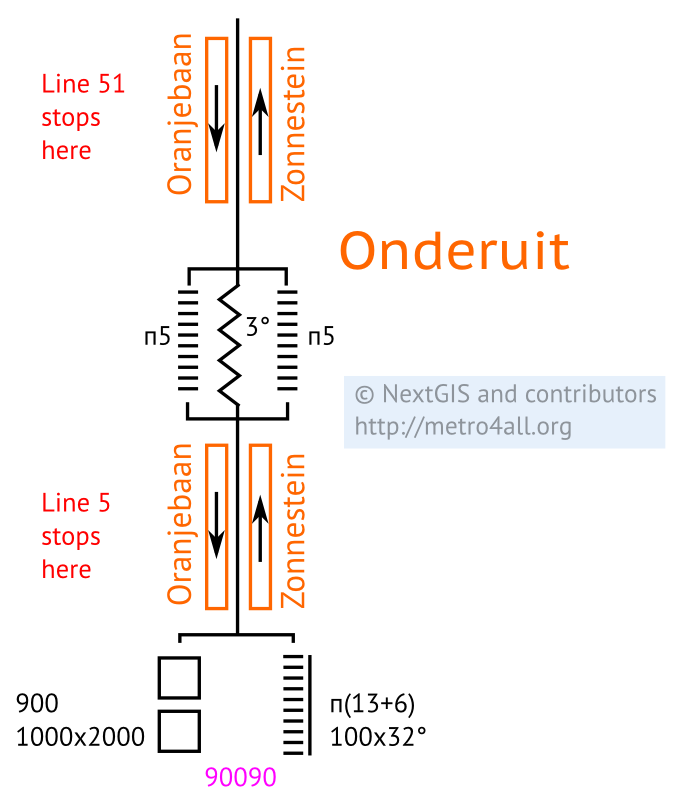 Line 51
stops
here
Oranjebaan
Zonnestein
Onderuit
п5
3°
п5
© NextGIS and contributors
http://metro4all.org
Line 5
stops
here
Oranjebaan
Zonnestein
900
1000x2000
п(13+6)
100x32°
90090